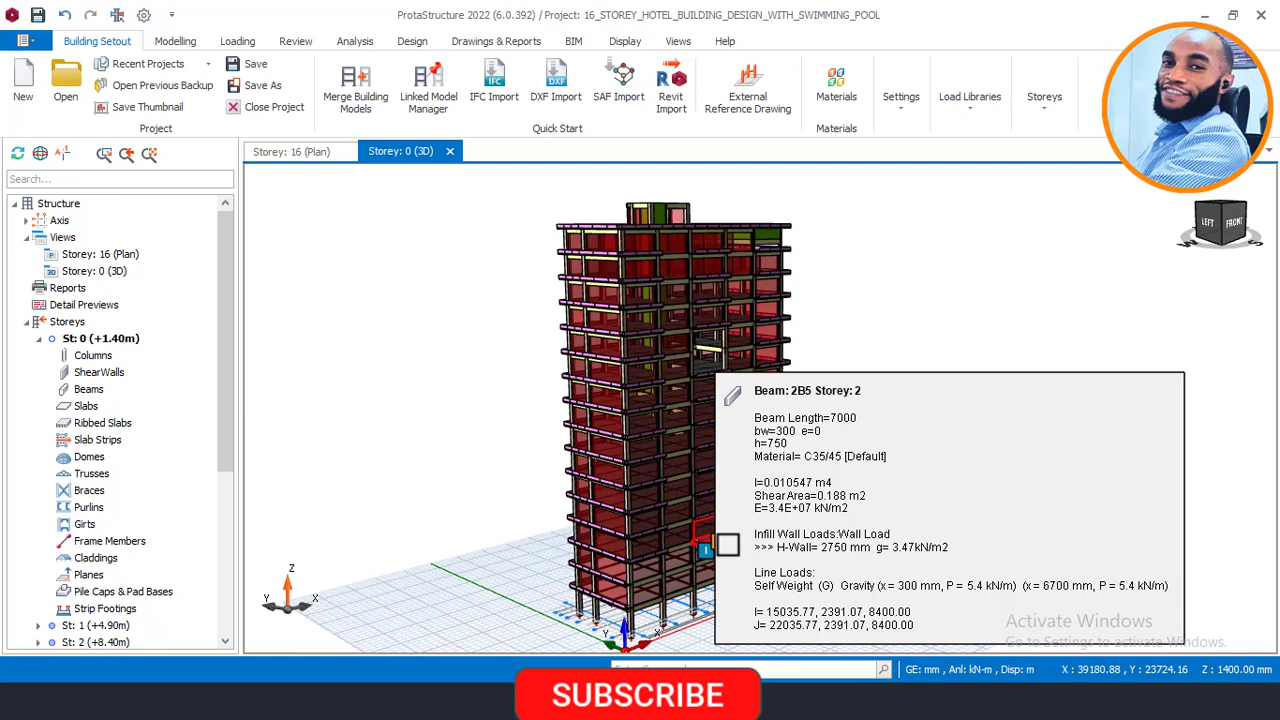 ProtaStructure 2022 (6.0.392) / Project: 16_STOREY_HOTEL_BUILDING_DESIGN_WITH_SWIMMING_POOL
Building Setout Modelling Loading Review Analysis Design Drawings & Reports BIM Display Views Help
New
Open
Recent Projects
Open Previous Backup
Save Thumbnail
Save
Save As
Close Project
Project
Merge Building Models
Linked Model Manager
IFC Import
DXF Import
SAF Import
Revit Import
External Reference Drawing
Quick Start
Materials
Materials
Settings
Load Libraries
Storeys
Storey: 16 (Plan)
Storey: 0 (3D)
Search...
Structure
Axis
Views
Storey: 16 (Plan)
Storey: 0 (3D)
Reports
Detail Previews
Storeys
St: 0 (+1.40m)
Columns
ShearWalls
Beams
Slabs
Ribbed Slabs
Slab Strips
Domes
Trusses
Braces
Purlins
Girts
Frame Members
Claddings
Planes
Pile Caps & Pad Bases
Strip Footings
St: 1 (+4.90m)
St: 2 (+8.40m)
LEFT FRONT
Z
X
Y
X
Beam: 2B5 Storey: 2
Beam Length=7000
bw=300 e=0
h=750
Material= C35/45 [Default]
I=0.010547 m4
Shear Area=0.188 m2
E=3.4E+07 kN/m2
Infill Wall Loads:Wall Load
>>> H-Wall= 2750 mm g= 3.47kN/m2
Line Loads:
Self Weight (G) Gravity (x = 300 mm, P = 5.4 kN/m) (x = 6700 mm, P = 5.4 kN/m)
I= 15035.77, 2391.07, 8400.00
J= 22035.77, 2391.07, 8400.00
Activate Windows
Go to Settings to activate Windows.
GE: mm, Anl: kN-m , Disp: m X : 39180.88 , Y : 23724.16 Z : 1400.00 mm
SUBSCRIBE